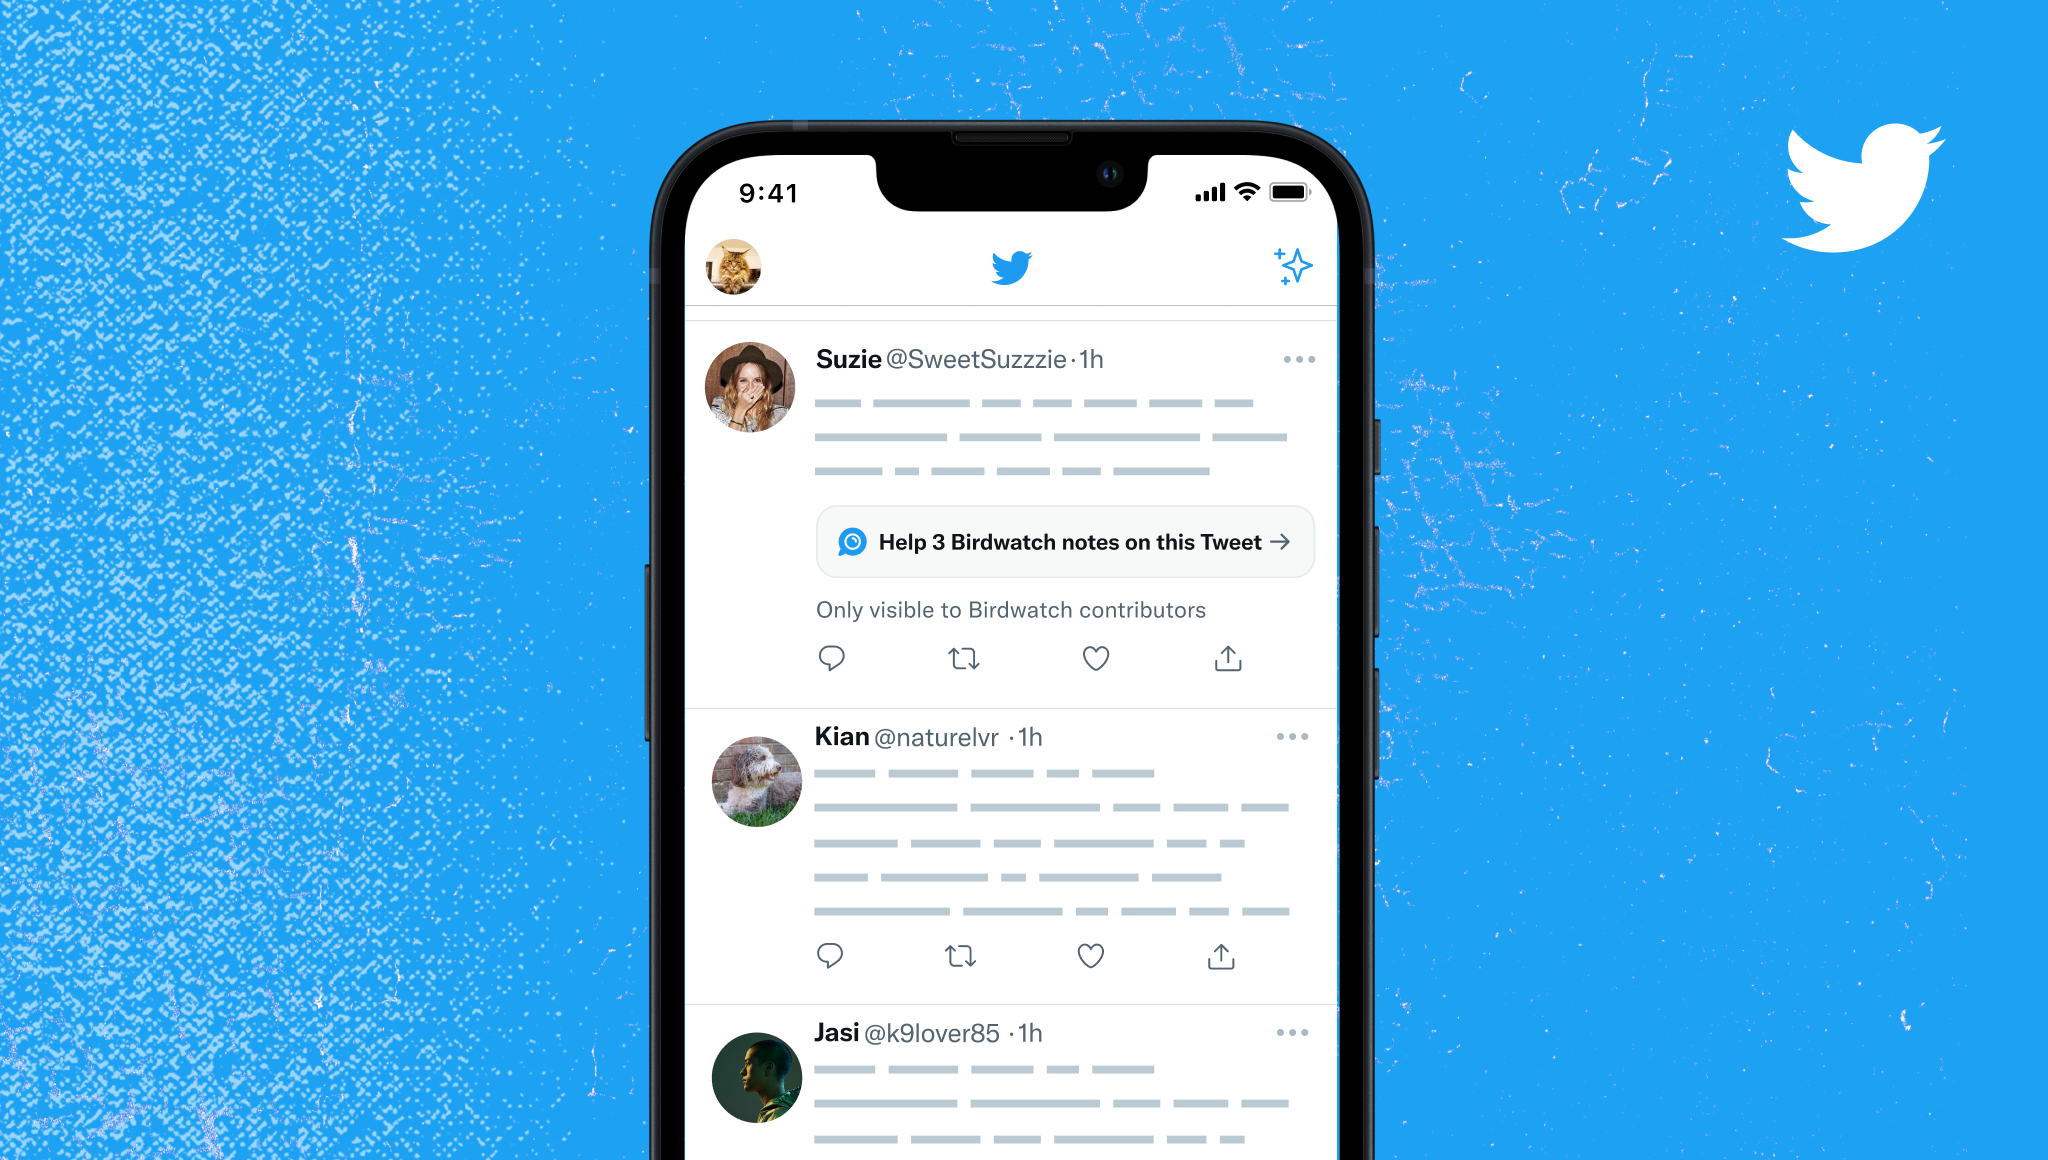 9:41
Suzie @SweetSuzzzie · 1h
Help 3 Birdwatch notes on this Tweet →
Only visible to Birdwatch contributors
Kian @naturelvr · 1h
Jasi @k9lover85 · 1h